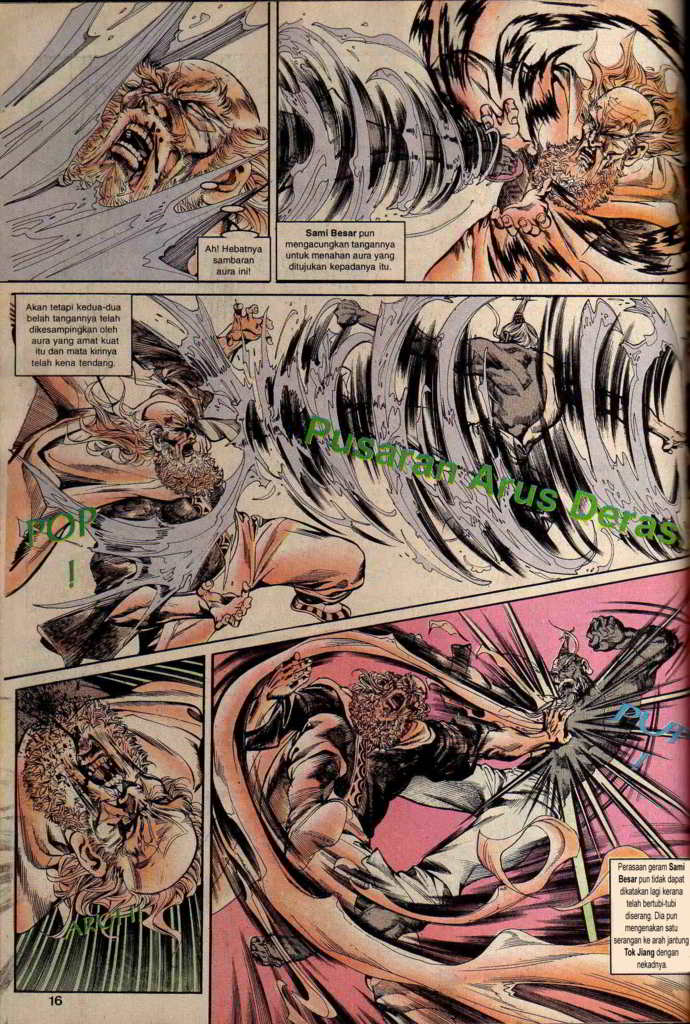 Ah! Hebatnya
sambaran
aura ini!
Sami Besar pun
mengacungkan tangannya
untuk menahan aura yang
ditujukan kepadanya itu.
Akan tetapi kedua-dua
belah tangannya telah
dikesampingkan oleh
aura yang amat kuat
itu dan mata kirinya
telah kena tendang.
Pusaran Arus Deras
POP
!
ARGH!
Perasaan geram Sami
Besar pun tidak dapat
dikatakan lagi kerana
telah bertubi-tubi
diserang. Dia pun
mengenakan satu
serangan ke arah jantung
Tok Jiang dengan
nekadnya.
16